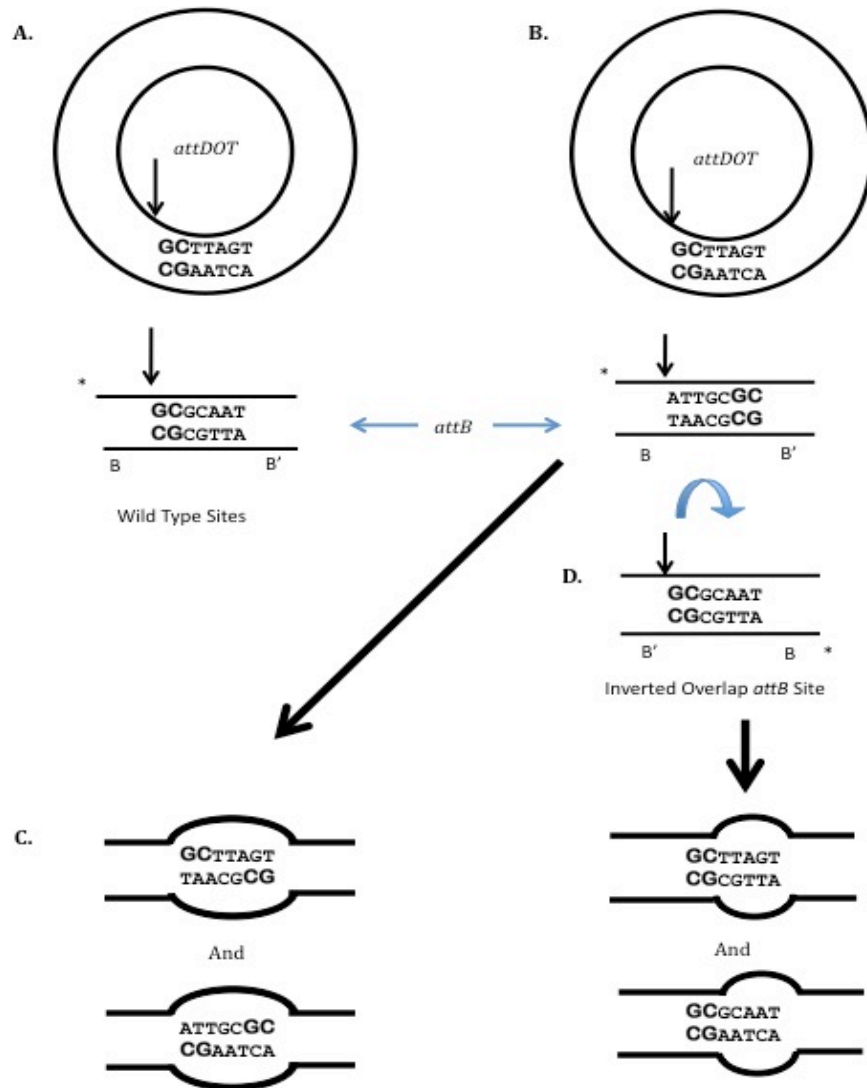 A.
attDOT
GCTTAGT
CGAATCA
*
GCGCAAT
CGCGTTA
B B'
Wild Type Sites
attB
B.
attDOT
GCTTAGT
CGAATCA
*
ATTGCGC
TAACGCG
B B'
D.
GCGCAAT
CGCGTTA
B' B *
Inverted Overlap attB Site
C.
GCTTAGT
TAACGCG
And
ATTGCGC
CGAATCA
GCTTAGT
CGCGTTA
And
GCGCAAT
CGAATCA